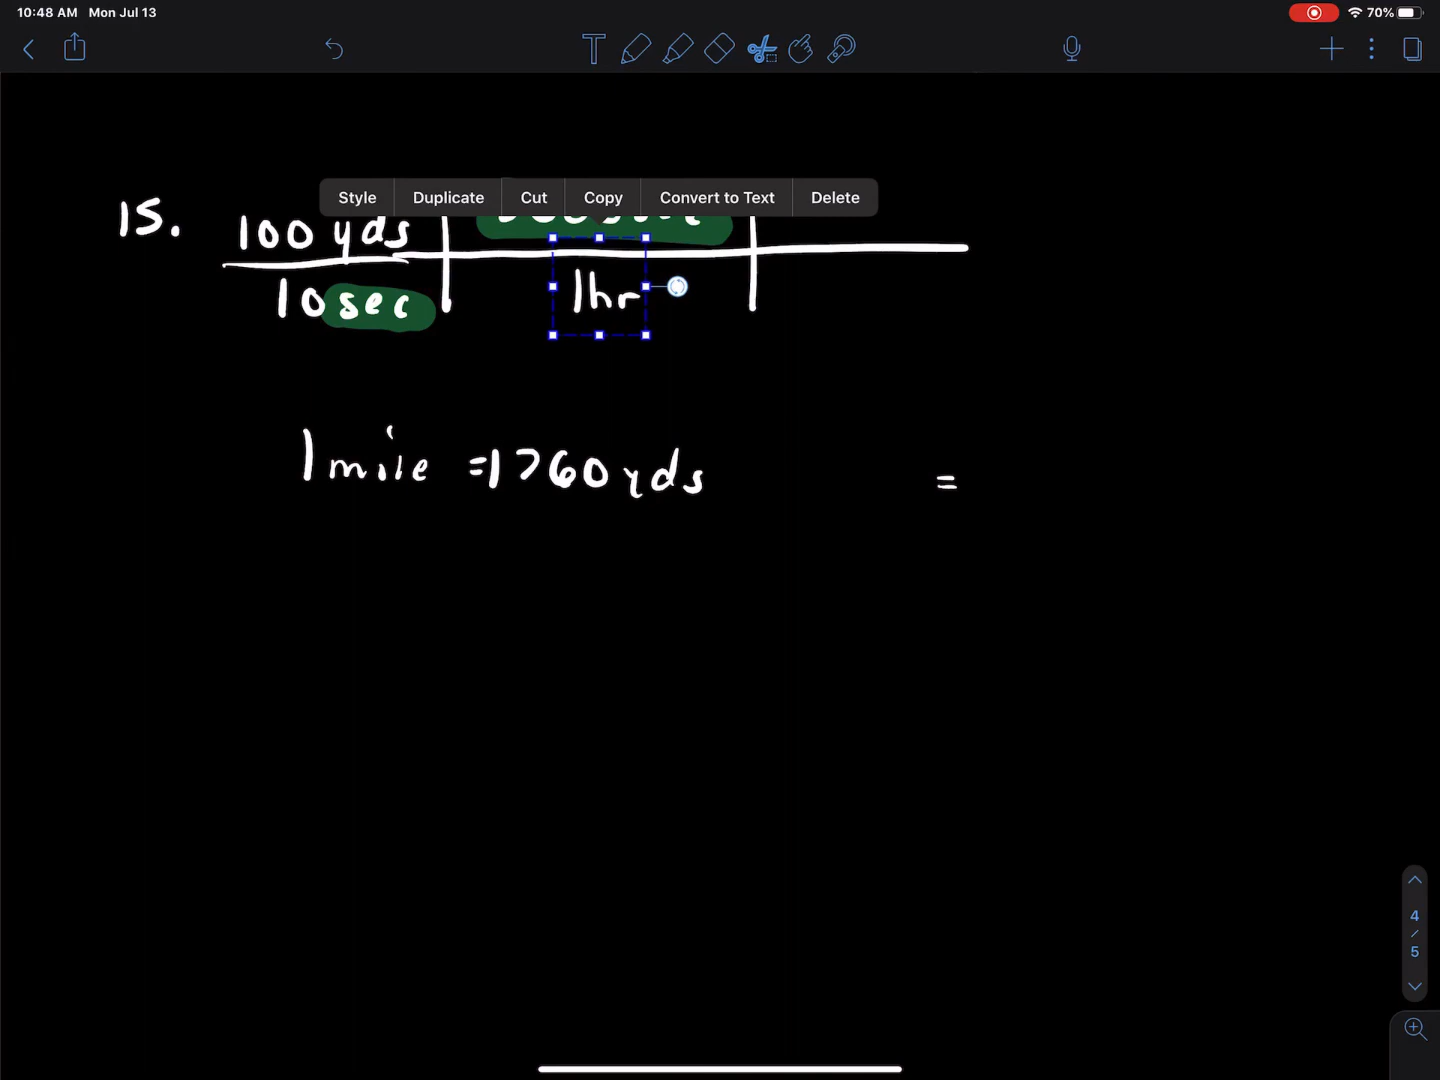 10:48 AM Mon Jul 13
70%
Style Duplicate Cut Copy Convert to Text Delete
15. 100 yds
10 sec 1hr
1 mile = 1760 yds =
4
/
5